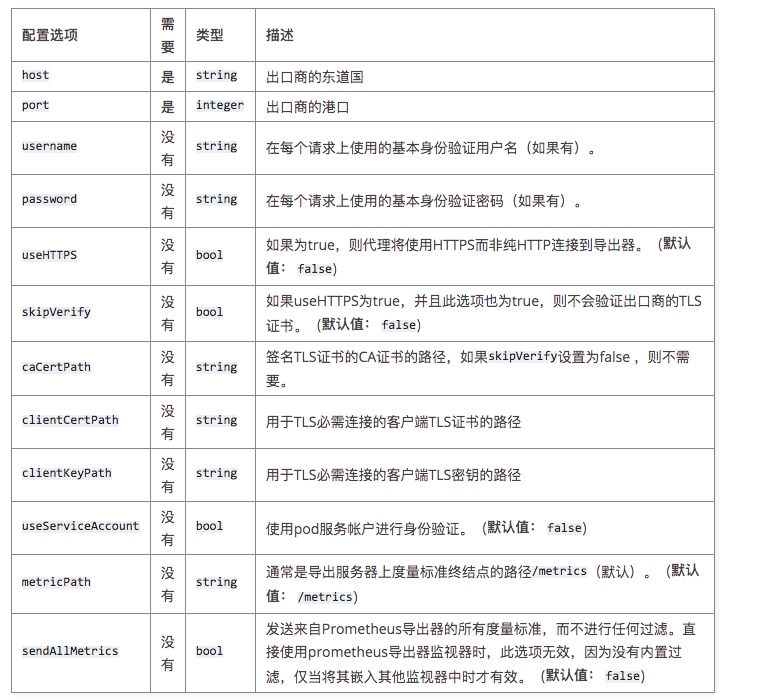 配置选项 需要 类型 描述
host 是 string 出口商的东道国
port 是 integer 出口商的港口
username 没有 string 在每个请求上使用的基本身份验证用户名（如果有）。
password 没有 string 在每个请求上使用的基本身份验证密码（如果有）。
useHTTPS 没有 bool 如果为true，则代理将使用HTTPS而非纯HTTP连接到导出器。（默认
值： false）
skipVerify 没有 bool 如果useHTTPS为true，并且此选项也为true，则不会验证出口商的TLS
证书。（默认值： false）
caCertPath 没有 string 签名TLS证书的CA证书的路径，如果skipVerify设置为false ，则不需
要。
clientCertPath 没有 string 用于TLS必需连接的客户端TLS证书的路径
clientKeyPath 没有 string 用于TLS必需连接的客户端TLS密钥的路径
useServiceAccount 没有 bool 使用pod服务帐户进行身份验证。（默认值： false）
metricPath 没有 string 通常是导出服务器上度量标准终结点的路径/metrics（默认）。（默认
值： /metrics）
sendAllMetrics 没有 bool 发送来自Prometheus导出器的所有度量标准，而不进行任何过滤。直
接使用prometheus导出器监视器时，此选项无效，因为没有内置过
滤，仅当将其嵌入其他监视器中时才有效。（默认值： false）